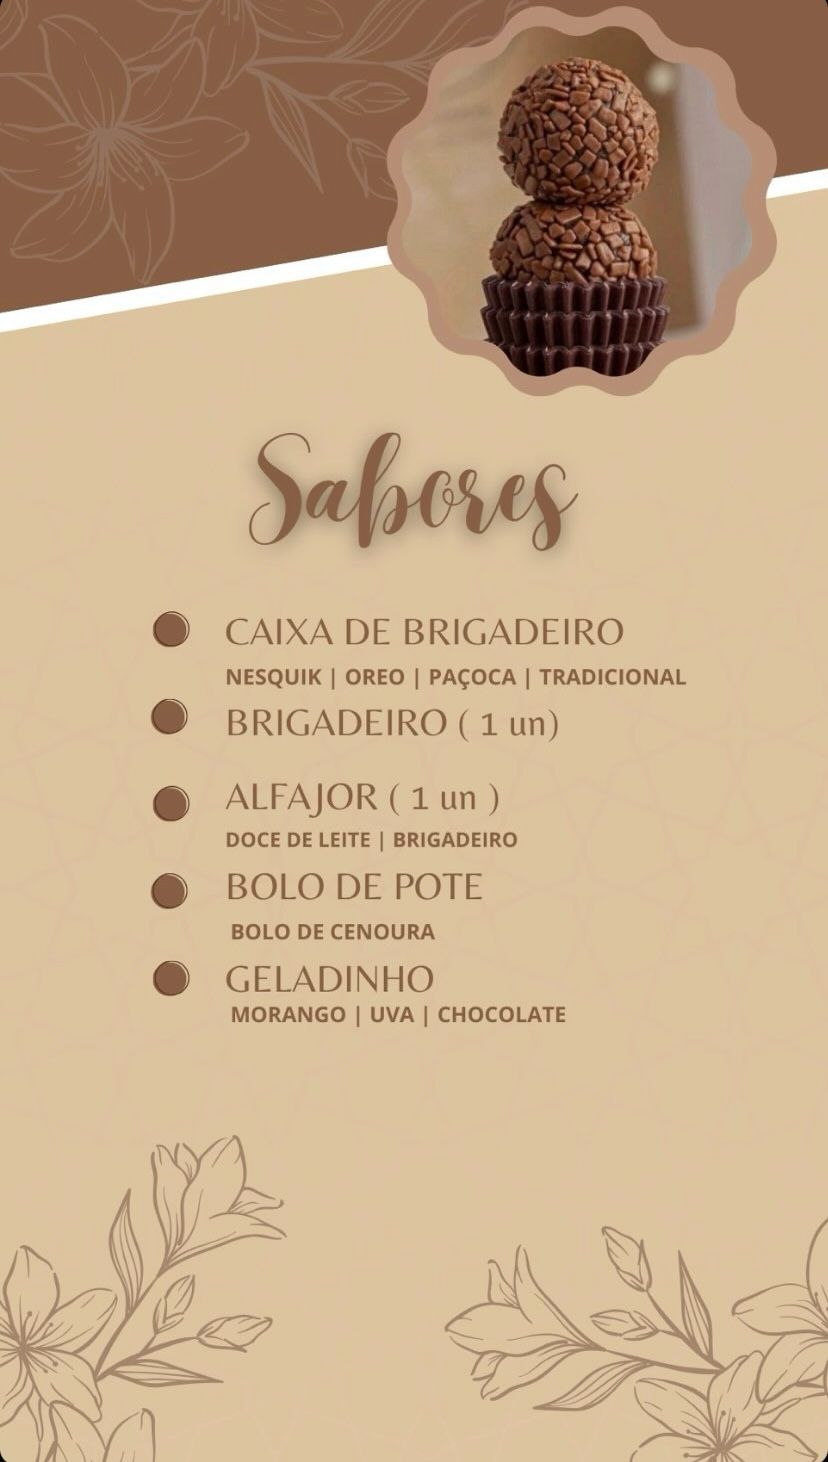 Sabores
CAIXA DE BRIGADEIRO
NESQUIK | OREO | PAÇOCA | TRADICIONAL
BRIGADEIRO ( 1 un)
ALFAJOR ( 1 un )
DOCE DE LEITE | BRIGADEIRO
BOLO DE POTE
BOLO DE CENOURA
GELADINHO
MORANGO | UVA | CHOCOLATE